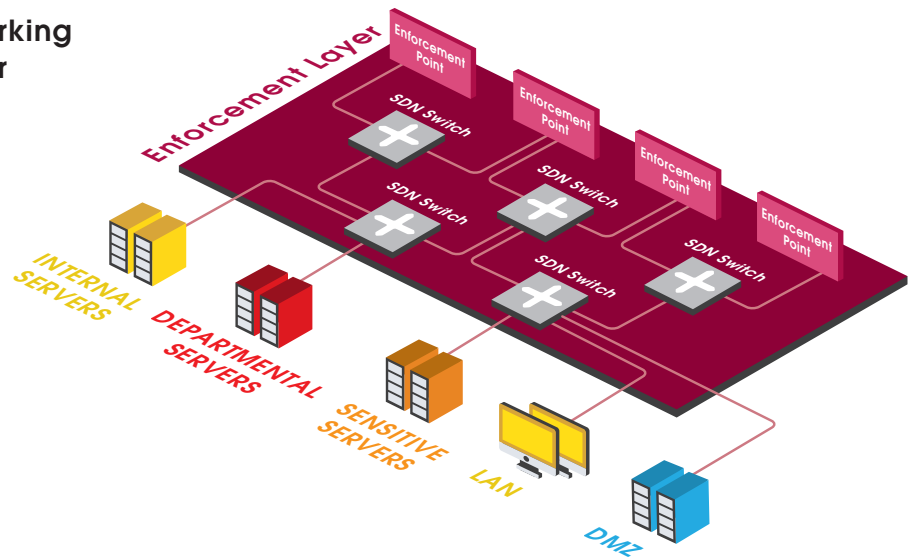 rking
r
Enforcement Layer
Enforcement
Point
Enforcement
Point
Enforcement
Point
Enforcement
Point
SDN Switch
SDN Switch
SDN Switch
SDN Switch
SDN Switch
INTERNAL
SERVERS
DEPARTMENTAL
SERVERS
SENSITIVE
SERVERS
LAN
DMZ